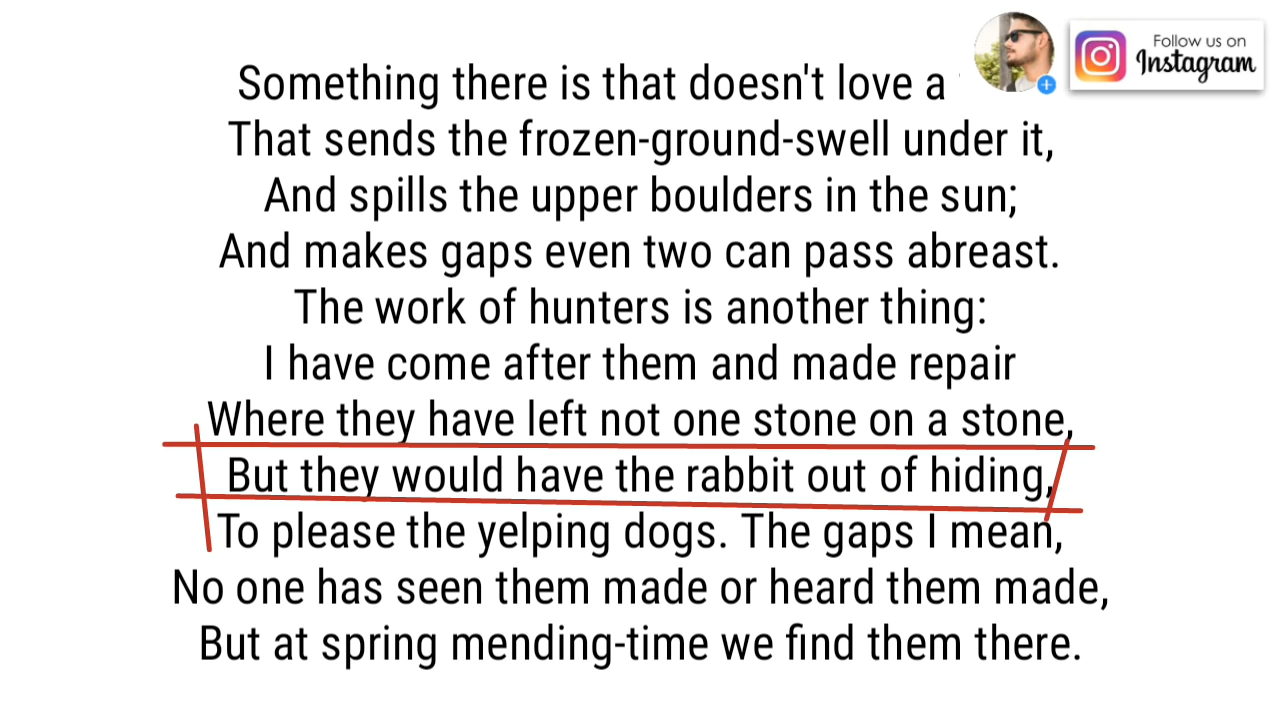 Something there is that doesn't love a
Follow us on
Instagram
That sends the frozen-ground-swell under it,
And spills the upper boulders in the sun;
And makes gaps even two can pass abreast.
The work of hunters is another thing:
I have come after them and made repair
Where they have left not one stone on a stone,
But they would have the rabbit out of hiding,
To please the yelping dogs. The gaps I mean,
No one has seen them made or heard them made,
But at spring mending-time we find them there.